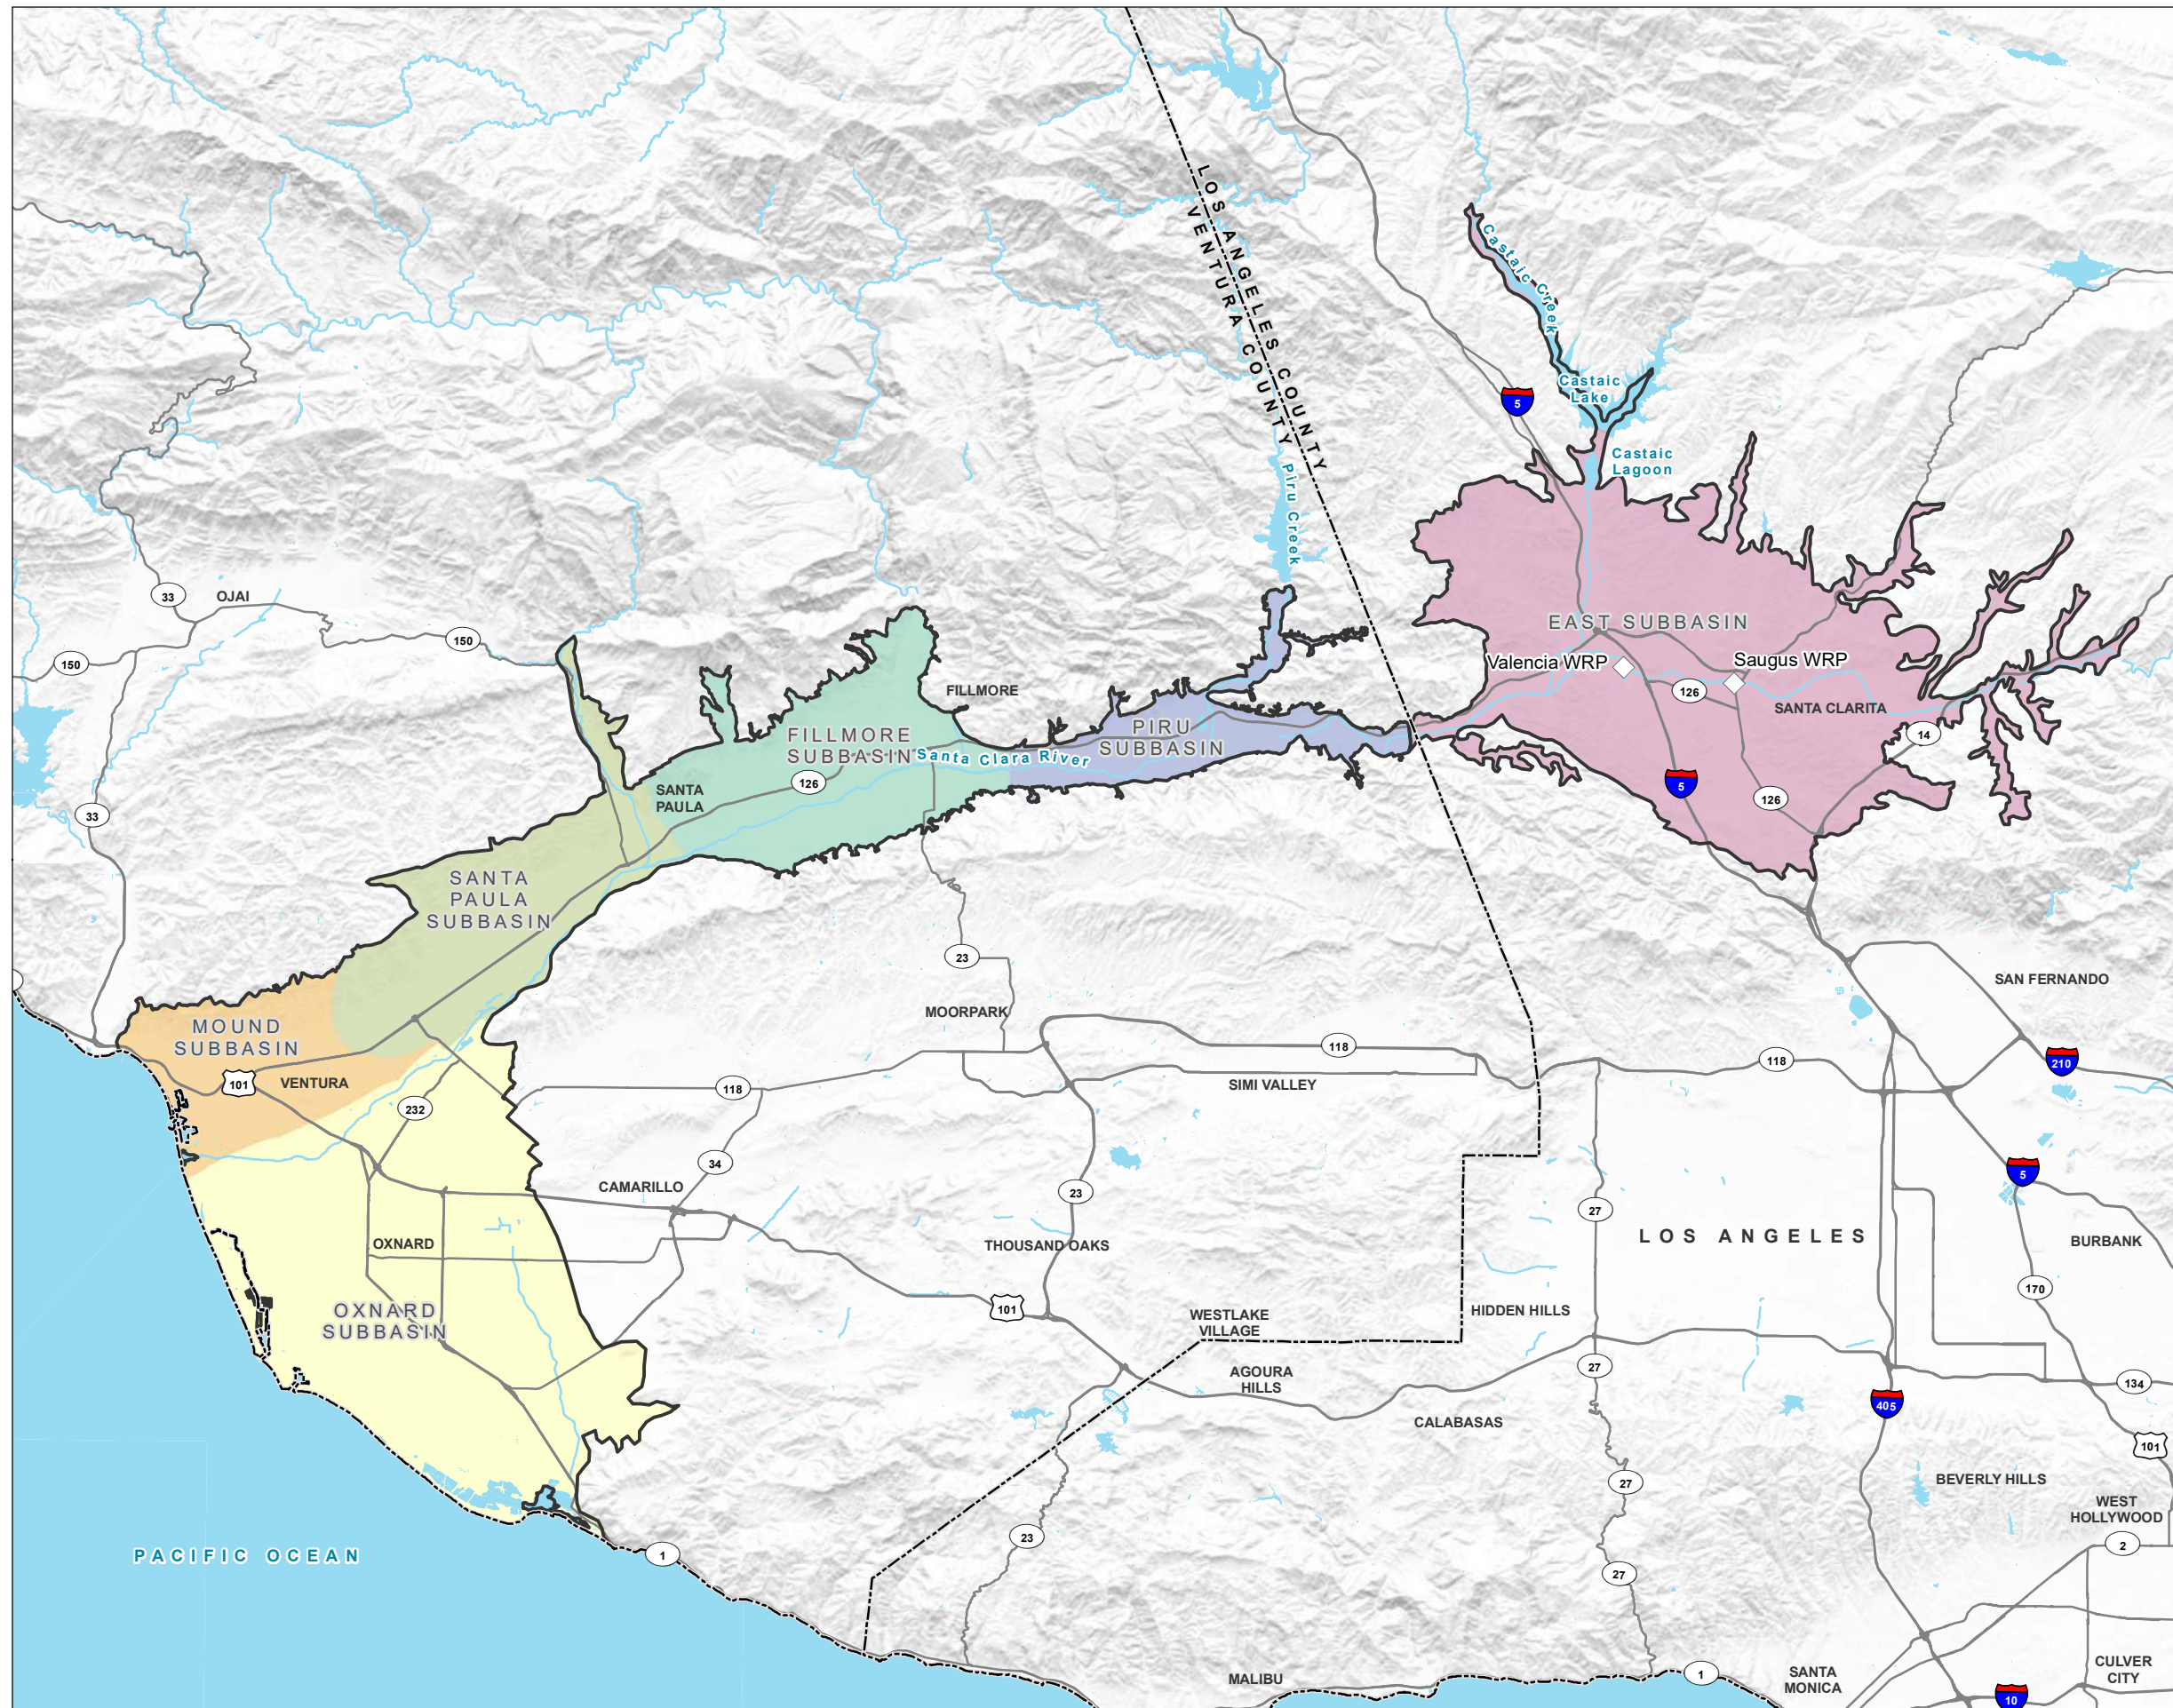 LOS ANGELES COUNTY
VENTURA COUNTY
Castaic Creek
5
Castaic
Lake
Castaic
Lagoon
Piru Creek
33
OJAI
150
150
EAST SUBBASIN
Valencia WRP
Saugus WRP
126
SANTA CLARITA
14
FILLMORE
FILLMORE
SUBBASIN
Santa Clara River
PIRU
SUBBASIN
126
SANTA
PAULA
5
126
33
SANTA
PAULA
SUBBASIN
23
SAN FERNANDO
MOORPARK
MOUND
SUBBASIN
101
VENTURA
118
118
210
232
118
SIMI VALLEY
34
5
CAMARILLO
23
27
OXNARD
THOUSAND OAKS
LOS ANGELES
BURBANK
170
OXNARD
SUBBASIN
101
WESTLAKE
VILLAGE
HIDDEN HILLS
27
AGOURA
HILLS
134
405
CALABASAS
101
27
BEVERLY HILLS
WEST
HOLLYWOOD
23
2
PACIFIC OCEAN
1
27
MALIBU
1
SANTA
MONICA
CULVER
CITY
10